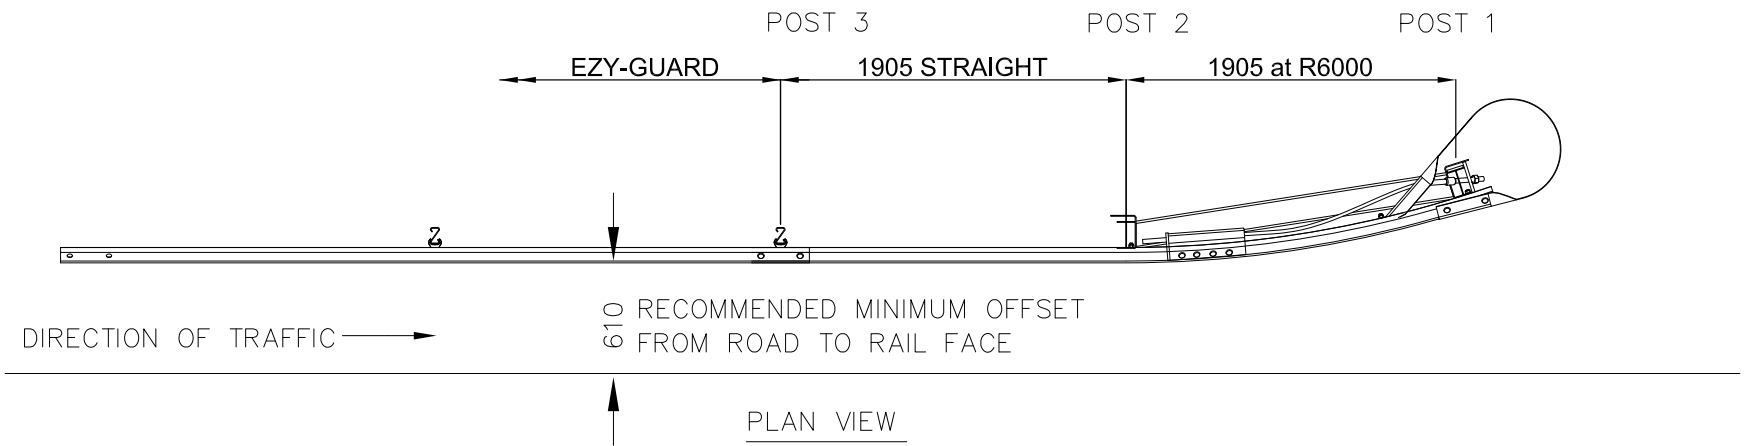 POST 3 POST 2 POST 1
EZY-GUARD 1905 STRAIGHT 1905 at R6000
610 RECOMMENDED MINIMUM OFFSET
FROM ROAD TO RAIL FACE
DIRECTION OF TRAFFIC
PLAN VIEW